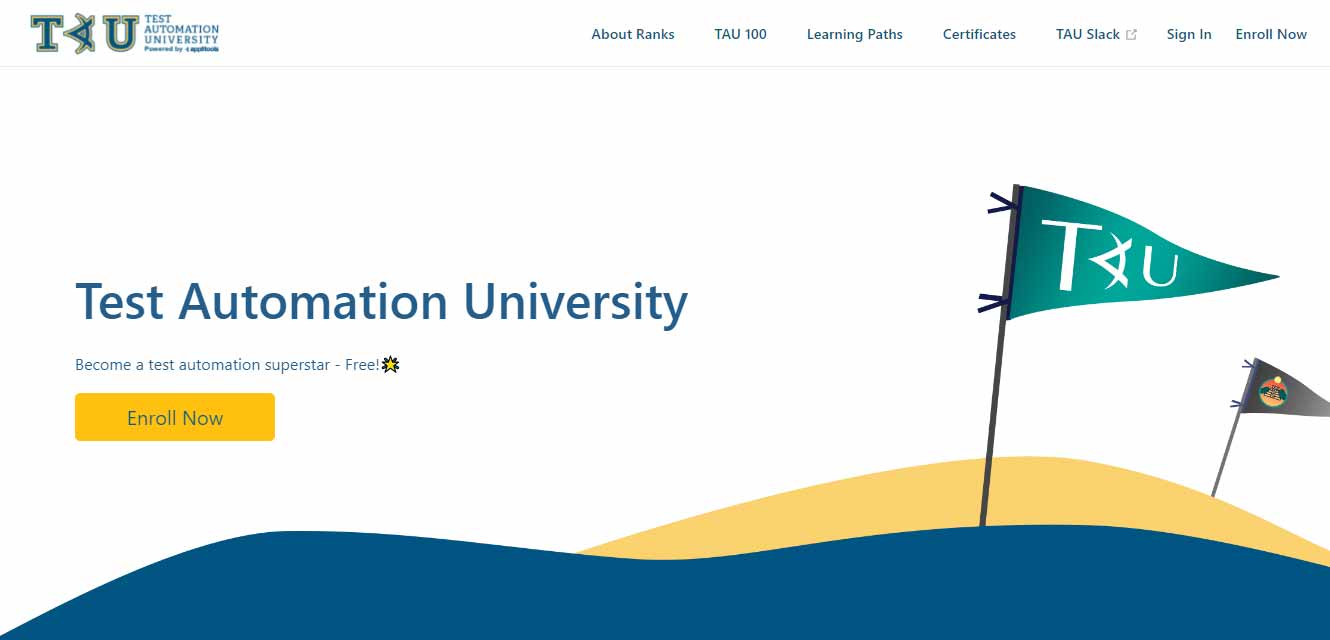 TAU TEST
AUTOMATION
UNIVERSITY
Powered by applitools
About Ranks TAU 100 Learning Paths Certificates TAU Slack Sign In Enroll Now
TAU
Test Automation University
Become a test automation superstar - Free!
Enroll Now